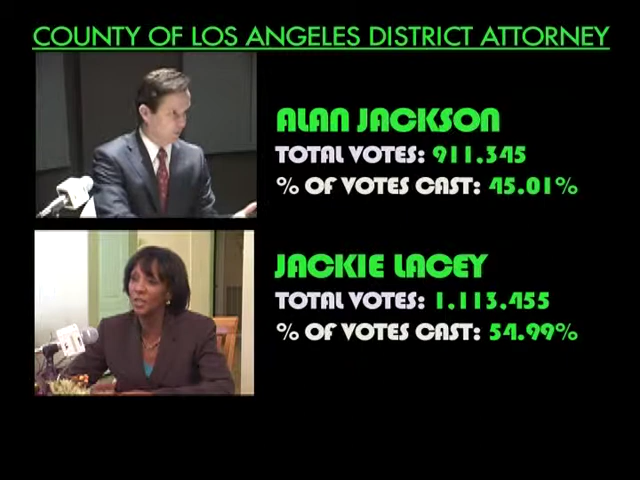 COUNTY OF LOS ANGELES DISTRICT ATTORNEY
ALAN JACKSON
TOTAL VOTES: 911,345
% OF VOTES CAST: 45.01%
JACKIE LACEY
TOTAL VOTES: 1,113,455
% OF VOTES CAST: 54.99%